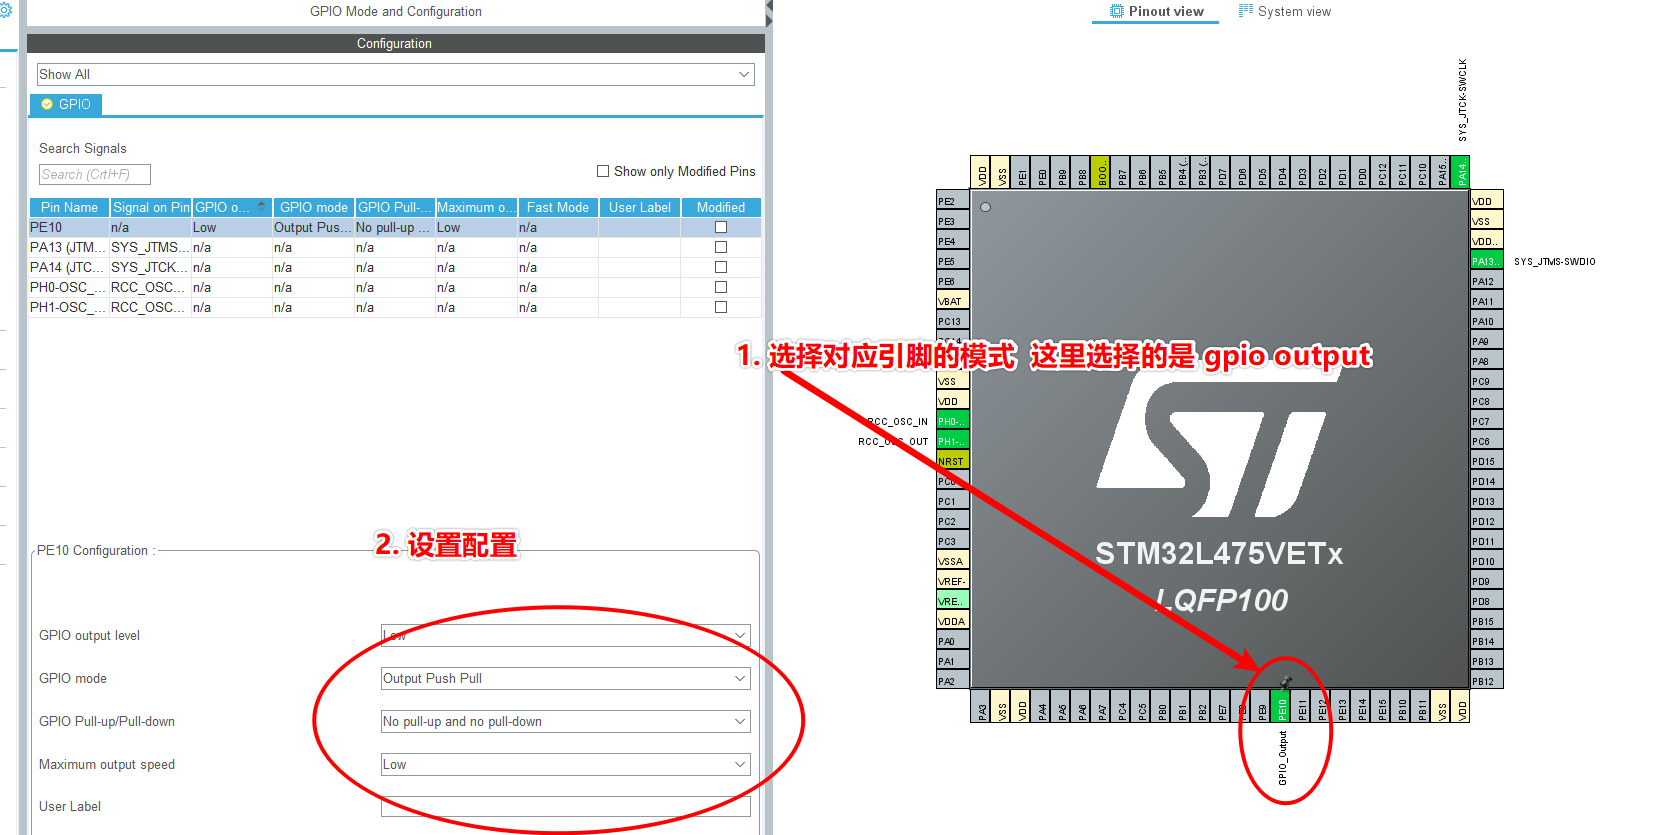 GPIO Mode and Configuration
Configuration
Show All
GPIO
Search Signals
Search (Crtl+F)
Show only Modified Pins
Pin Name Signal on Pin GPIO o... GPIO mode GPIO Pull-... Maximum o... Fast Mode User Label Modified
PE10 n/a Low Output Pus... No pull-up ... Low n/a
PA13 (JTM... SYS_JTMS... n/a n/a n/a n/a n/a
PA14 (JTC... SYS_JTCK... n/a n/a n/a n/a n/a
PH0-OSC_... RCC_OSC... n/a n/a n/a n/a n/a
PH1-OSC_... RCC_OSC... n/a n/a n/a n/a n/a
2. 设置配置
PE10 Configuration :
GPIO output level Low
GPIO mode Output Push Pull
GPIO Pull-up/Pull-down No pull-up and no pull-down
Maximum output speed Low
User Label
Pinout view System view
SYS_JTCK-SWCLK
VDD VSS PE1 PE0 PB9 PB8 BOO.. PB7 PB6 PB5 PB4 (.. PB3 (.. PD7 PD6 PD5 PD4 PD3 PD2 PD1 PD0 PC12 PC11 PC10 PA15.. PA14..
PE2
PE3
PE4
PE5
PE6
VBAT
PC13
1. 选择对应引脚的模式 这里选择的是 gpio output
VSS
VDD
RCC_OSC_IN PH0-..
RCC_OSC_OUT PH1-..
NRST
PC0
PC1
PC2
PC3
VSSA
VREF-
VRE..
VDDA
PA0
PA1
PA2
ST
STM32L475VETx
LQFP100
VDD
VSS
VDD..
PA13.. SYS_JTMS-SWDIO
PA12
PA11
PA10
PA9
PA8
PC9
PC8
PC7
PC6
PD15
PD14
PD13
PD12
PD11
PD10
PD9
PD8
PB15
PB14
PB13
PB12
PA3 VSS VDD PA4 PA5 PA6 PA7 PC4 PC5 PB0 PB1 PB2 PE7 PE8 PE9 PE10 PE11 PE12 PE13 PE14 PE15 PB10 PB11 VSS VDD
GPIO_Output